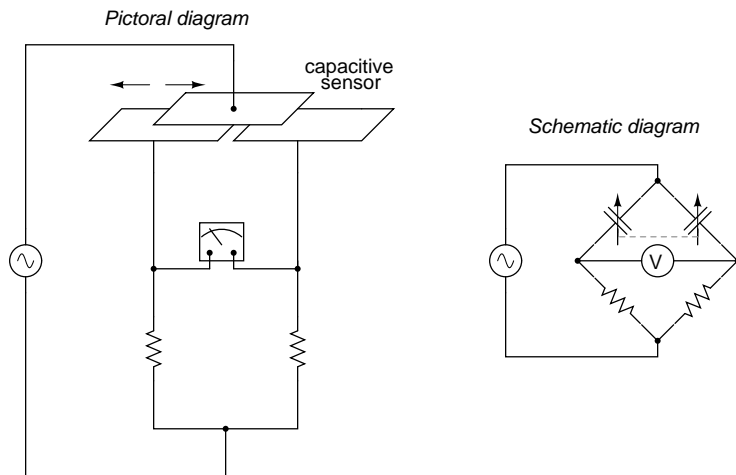 Pictoral diagram
capacitive
sensor
Schematic diagram
V